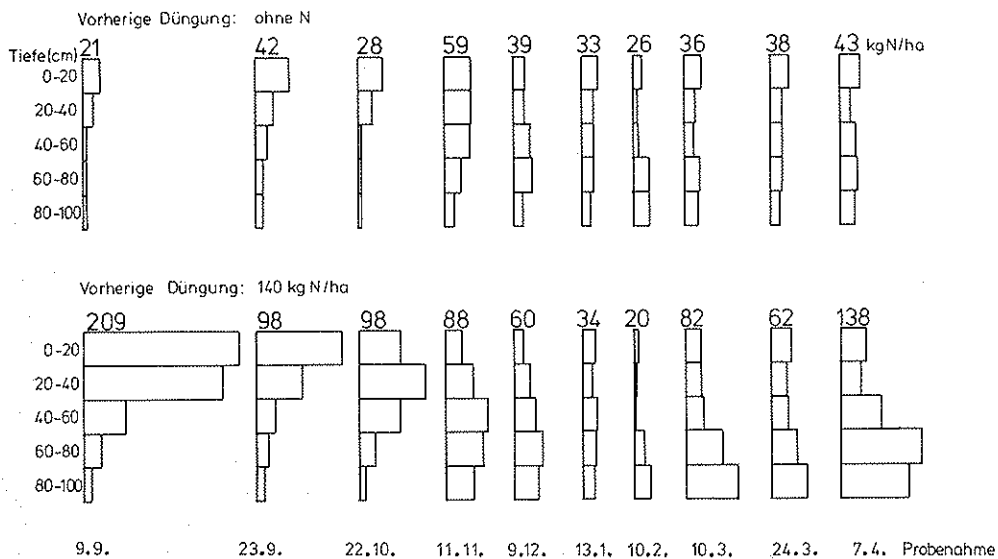 Vorherige Düngung: ohne N
Tiefe(cm) 21 42 28 59 39 33 26 36 38 43 kgN/ha
0-20
20-40
40-60
60-80
80-100
Vorherige Düngung: 140 kg N/ha
209 98 98 88 60 34 20 82 62 138
0-20
20-40
40-60
60-80
80-100
9.9. 23.9. 22.10. 11.11. 9.12. 13.1. 10.2. 10.3. 24.3. 7.4. Probenahme